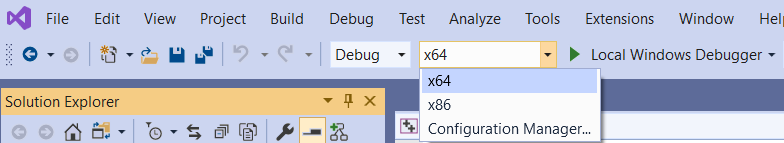 File Edit View Project Build Debug Test Analyze Tools Extensions Window Help
Debug x64 Local Windows Debugger
x64
Solution Explorer
x86
Configuration Manager...